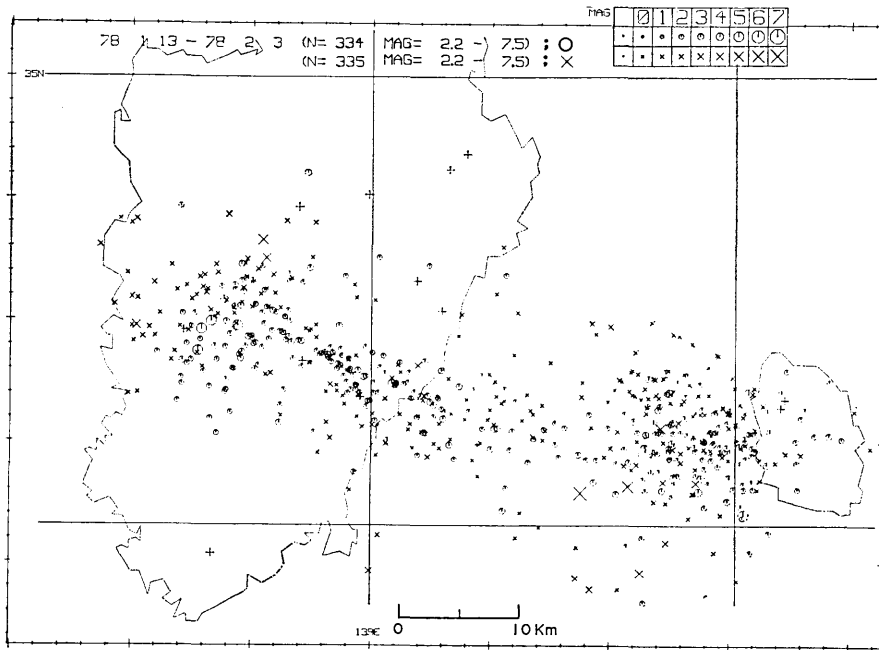 MAG 0 1 2 3 4 5 6 7
78 1 13 - 78 2 3 (N= 334 MAG= 2.2 - 7.5) ; O
(N= 335 MAG= 2.2 - 7.5) ; X
35N
139E
0 10 Km